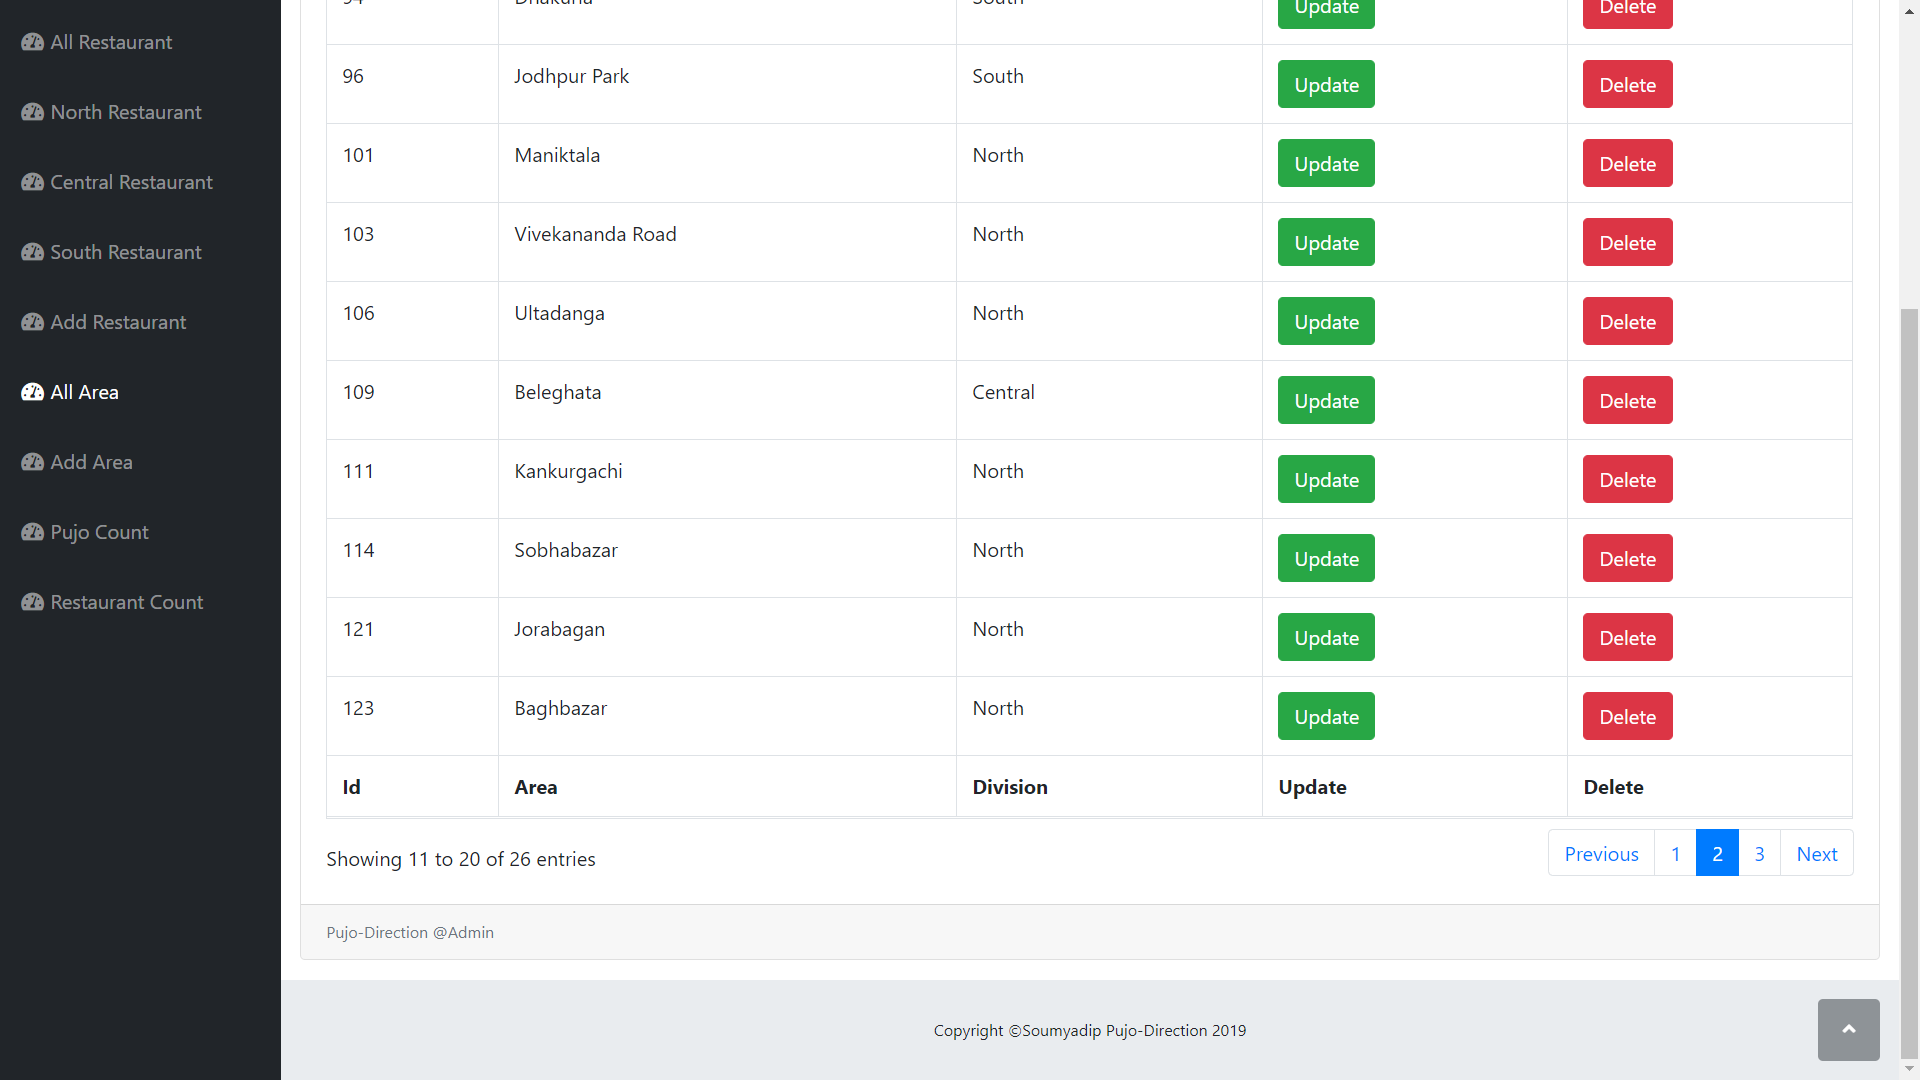 All Restaurant
North Restaurant
Central Restaurant
South Restaurant
Add Restaurant
All Area
Add Area
Pujo Count
Restaurant Count
South Update Delete
96 Jodhpur Park South Update Delete
101 Maniktala North Update Delete
103 Vivekananda Road North Update Delete
106 Ultadanga North Update Delete
109 Beleghata Central Update Delete
111 Kankurgachi North Update Delete
114 Sobhabazar North Update Delete
121 Jorabagan North Update Delete
123 Baghbazar North Update Delete
Id Area Division Update Delete
Showing 11 to 20 of 26 entries
Previous 1 2 3 Next
Pujo-Direction @Admin
Copyright ©Soumyadip Pujo-Direction 2019